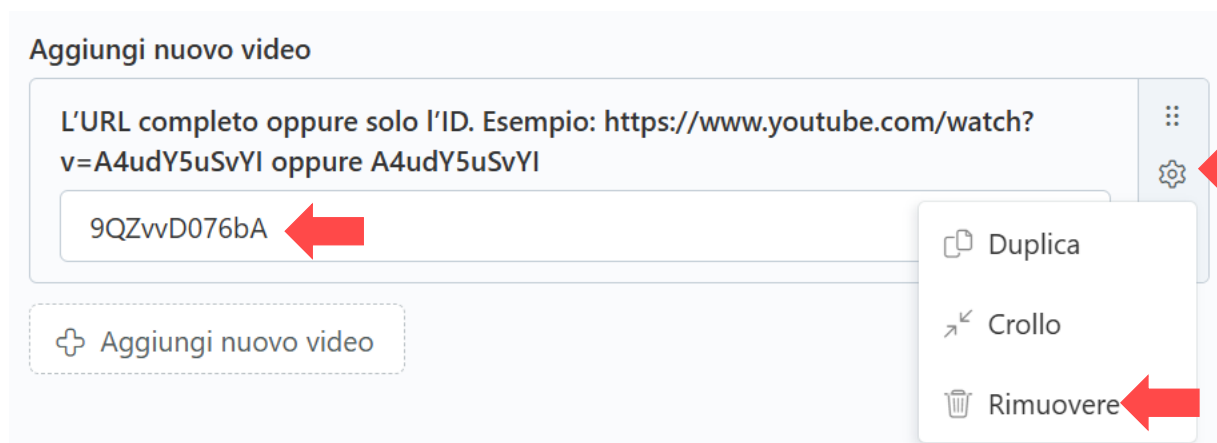 Aggiungi nuovo video
L’URL completo oppure solo l’ID. Esempio: https://www.youtube.com/watch?
v=A4udY5uSvYI oppure A4udY5uSvYI
9QZvvD076bA
Duplica
Aggiungi nuovo video
Crollo
Rimuovere